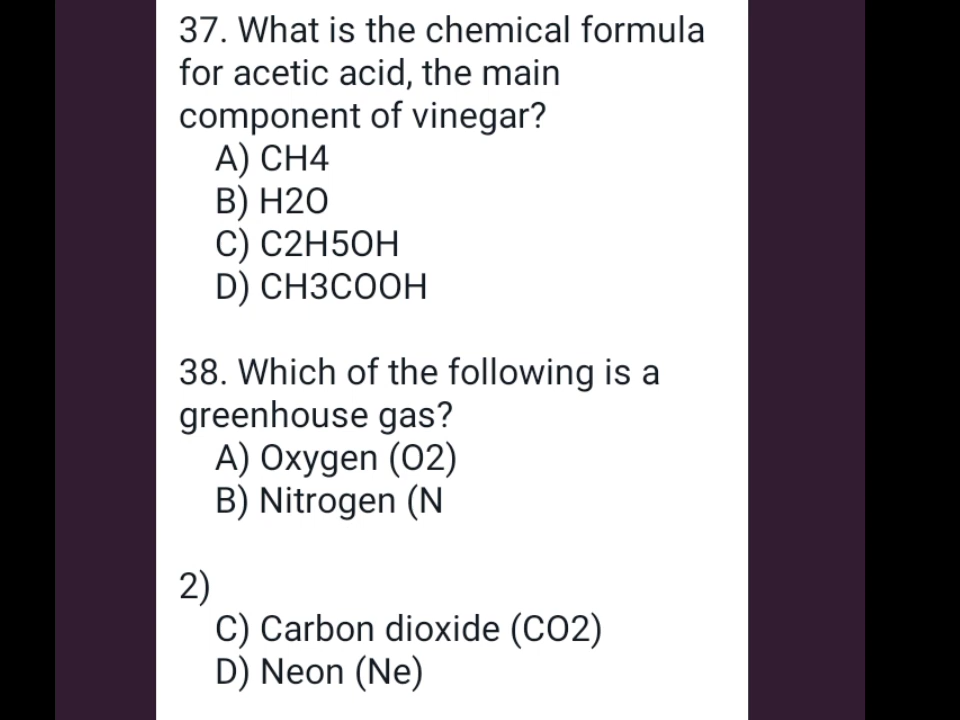 37. What is the chemical formula
for acetic acid, the main
component of vinegar?
A) CH4
B) H2O
C) C2H5OH
D) CH3COOH
38. Which of the following is a
greenhouse gas?
A) Oxygen (O2)
B) Nitrogen (N
2)
C) Carbon dioxide (CO2)
D) Neon (Ne)